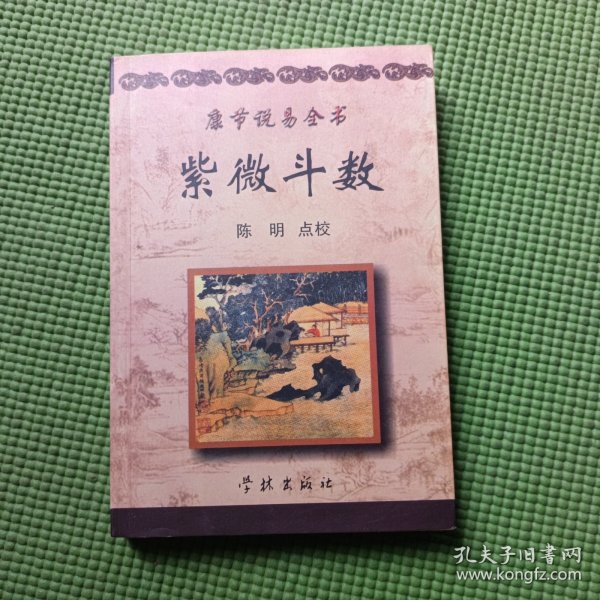 康节说易全书
紫微斗数
陈 明 点校
学林出版社
孔夫子旧書网
www.kongfz.com